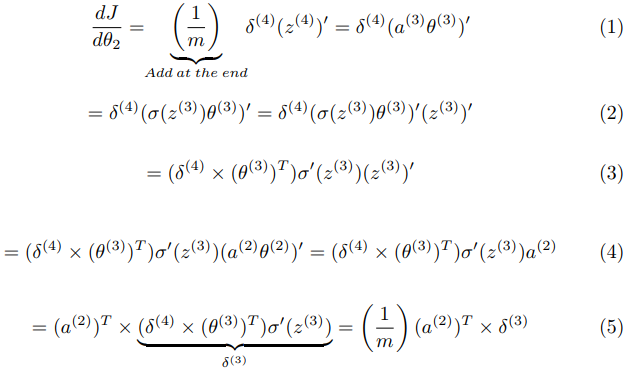 dJ/dθ₂ = (1/m) δ⁽⁴⁾(z⁽⁴⁾)′ = δ⁽⁴⁾(a⁽³⁾θ⁽³⁾)′ (1)
Add at the end
= δ⁽⁴⁾(σ(z⁽³⁾)θ⁽³⁾)′ = δ⁽⁴⁾(σ(z⁽³⁾)θ⁽³⁾)′(z⁽³⁾)′ (2)
= (δ⁽⁴⁾ × (θ⁽³⁾)ᵀ)σ′(z⁽³⁾)(z⁽³⁾)′ (3)
= (δ⁽⁴⁾ × (θ⁽³⁾)ᵀ)σ′(z⁽³⁾)(a⁽²⁾θ⁽²⁾)′ = (δ⁽⁴⁾ × (θ⁽³⁾)ᵀ)σ′(z⁽³⁾)a⁽²⁾ (4)
= (a⁽²⁾)ᵀ × (δ⁽⁴⁾ × (θ⁽³⁾)ᵀ)σ′(z⁽³⁾) = (1/m) (a⁽²⁾)ᵀ × δ⁽³⁾ (5)
δ⁽³⁾